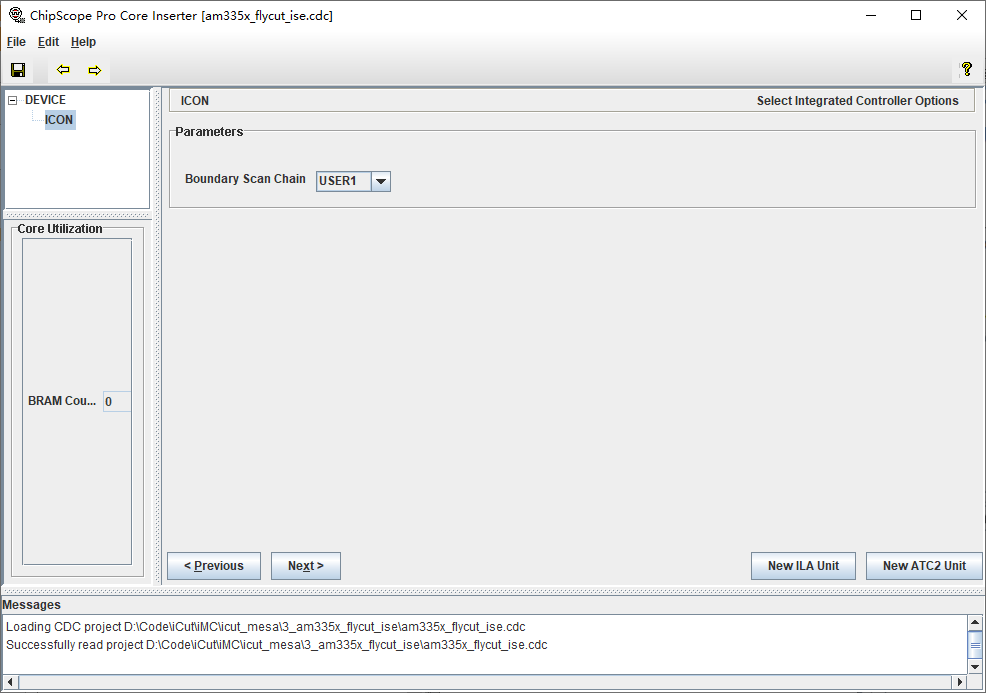 ChipScope Pro Core Inserter [am335x_flycut_ise.cdc]
File Edit Help
DEVICE
ICON
ICON Select Integrated Controller Options
Parameters
Boundary Scan Chain USER1
Core Utilization
BRAM Cou... 0
< Previous Next > New ILA Unit New ATC2 Unit
Messages
Loading CDC project D:\Code\iCut\iMC\icut_mesa\3_am335x_flycut_ise\am335x_flycut_ise.cdc
Successfully read project D:\Code\iCut\iMC\icut_mesa\3_am335x_flycut_ise\am335x_flycut_ise.cdc